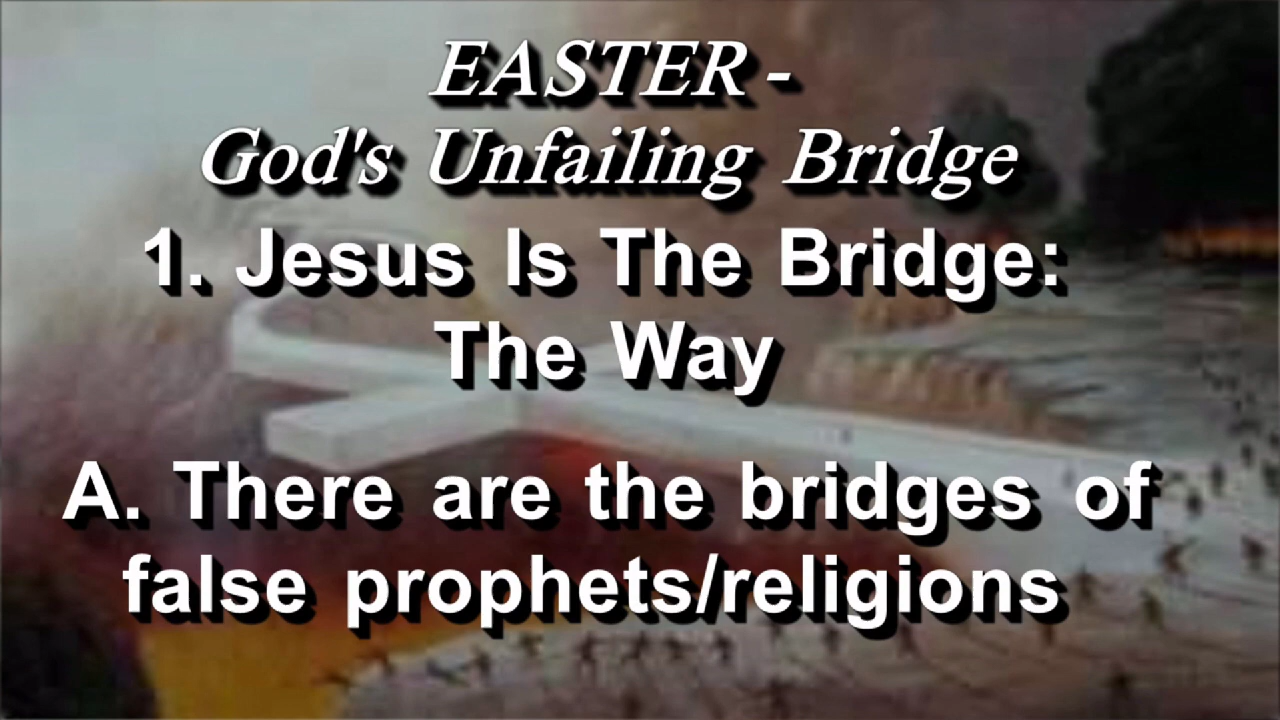 EASTER -
God's Unfailing Bridge
1. Jesus Is The Bridge:
The Way
A. There are the bridges of
false prophets/religions